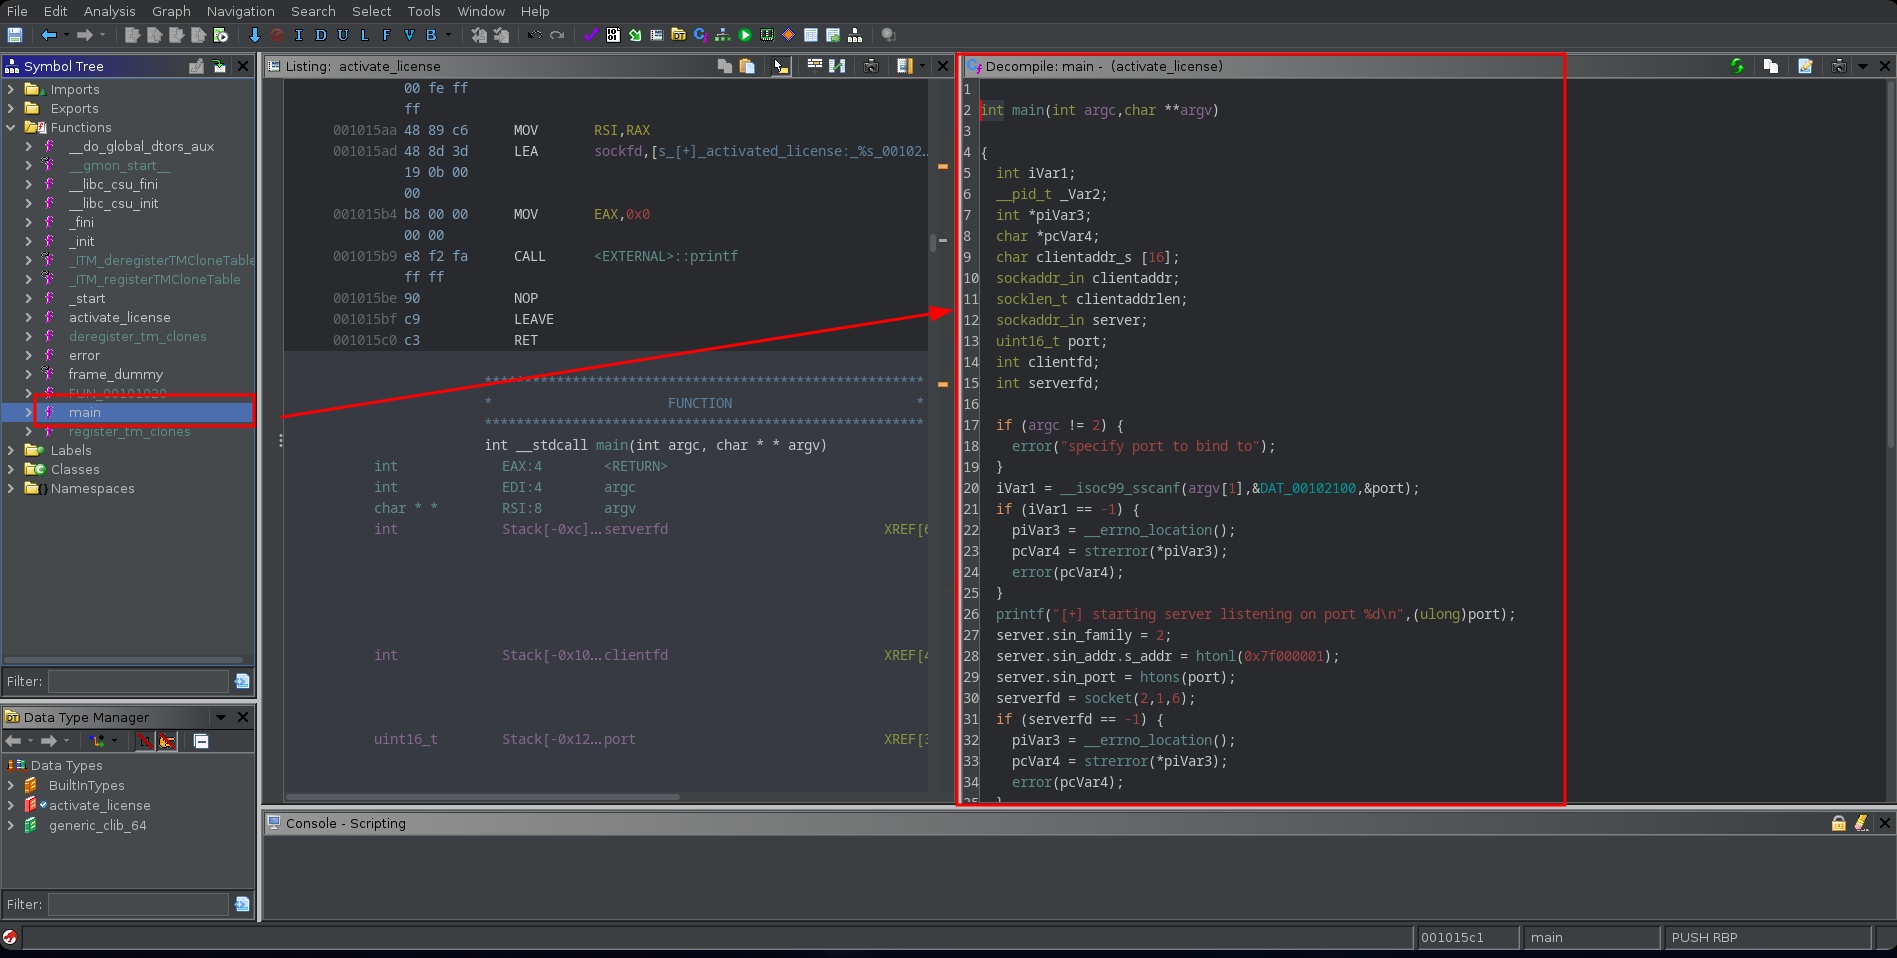 File Edit Analysis Graph Navigation Search Select Tools Window Help
I D U L F V B
Symbol Tree
Imports
Exports
Functions
__do_global_dtors_aux
__gmon_start__
__libc_csu_fini
__libc_csu_init
_fini
_init
_ITM_deregisterTMCloneTable
_ITM_registerTMCloneTable
_start
activate_license
deregister_tm_clones
error
frame_dummy
FUN_00101020
main
register_tm_clones
Labels
Classes
Namespaces
Filter:
Data Type Manager
Data Types
BuiltInTypes
activate_license
generic_clib_64
Filter:
Listing: activate_license
00 fe ff
ff
001015aa 48 89 c6 MOV RSI,RAX
001015ad 48 8d 3d LEA sockfd,[s_[+]_activated_license:_%s_00102...
19 0b 00
00
001015b4 b8 00 00 MOV EAX,0x0
00 00
001015b9 e8 f2 fa CALL <EXTERNAL>::printf
ff ff
001015be 90 NOP
001015bf c9 LEAVE
001015c0 c3 RET
*******************************************************
* FUNCTION *
*******************************************************
int __stdcall main(int argc, char * * argv)
int EAX:4 <RETURN>
int EDI:4 argc
char * * RSI:8 argv
int Stack[-0xc]... serverfd XREF[6
int Stack[-0x10... clientfd XREF[4
uint16_t Stack[-0x12... port XREF[3
Decompile: main - (activate_license)
1
2 int main(int argc,char **argv)
3
4 {
5 int iVar1;
6 __pid_t _Var2;
7 int *piVar3;
8 char *pcVar4;
9 char clientaddr_s [16];
10 sockaddr_in clientaddr;
11 socklen_t clientaddrlen;
12 sockaddr_in server;
13 uint16_t port;
14 int clientfd;
15 int serverfd;
16
17 if (argc != 2) {
18 error("specify port to bind to");
19 }
20 iVar1 = __isoc99_sscanf(argv[1],&DAT_00102100,&port);
21 if (iVar1 == -1) {
22 piVar3 = __errno_location();
23 pcVar4 = strerror(*piVar3);
24 error(pcVar4);
25 }
26 printf("[+] starting server listening on port %d\n",(ulong)port);
27 server.sin_family = 2;
28 server.sin_addr.s_addr = htonl(0x7f000001);
29 server.sin_port = htons(port);
30 serverfd = socket(2,1,6);
31 if (serverfd == -1) {
32 piVar3 = __errno_location();
33 pcVar4 = strerror(*piVar3);
34 error(pcVar4);
35 }
Console - Scripting
001015c1 main PUSH RBP